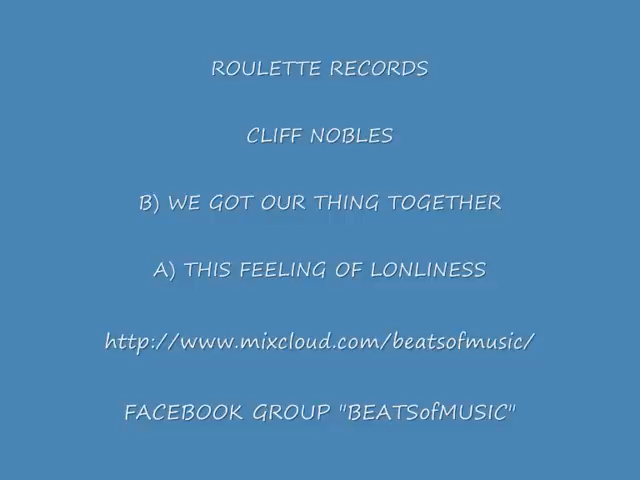 ROULETTE RECORDS
CLIFF NOBLES
B) WE GOT OUR THING TOGETHER
A) THIS FEELING OF LONLINESS
http://www.mixcloud.com/beatsofmusic/
FACEBOOK GROUP "BEATSofMUSIC"